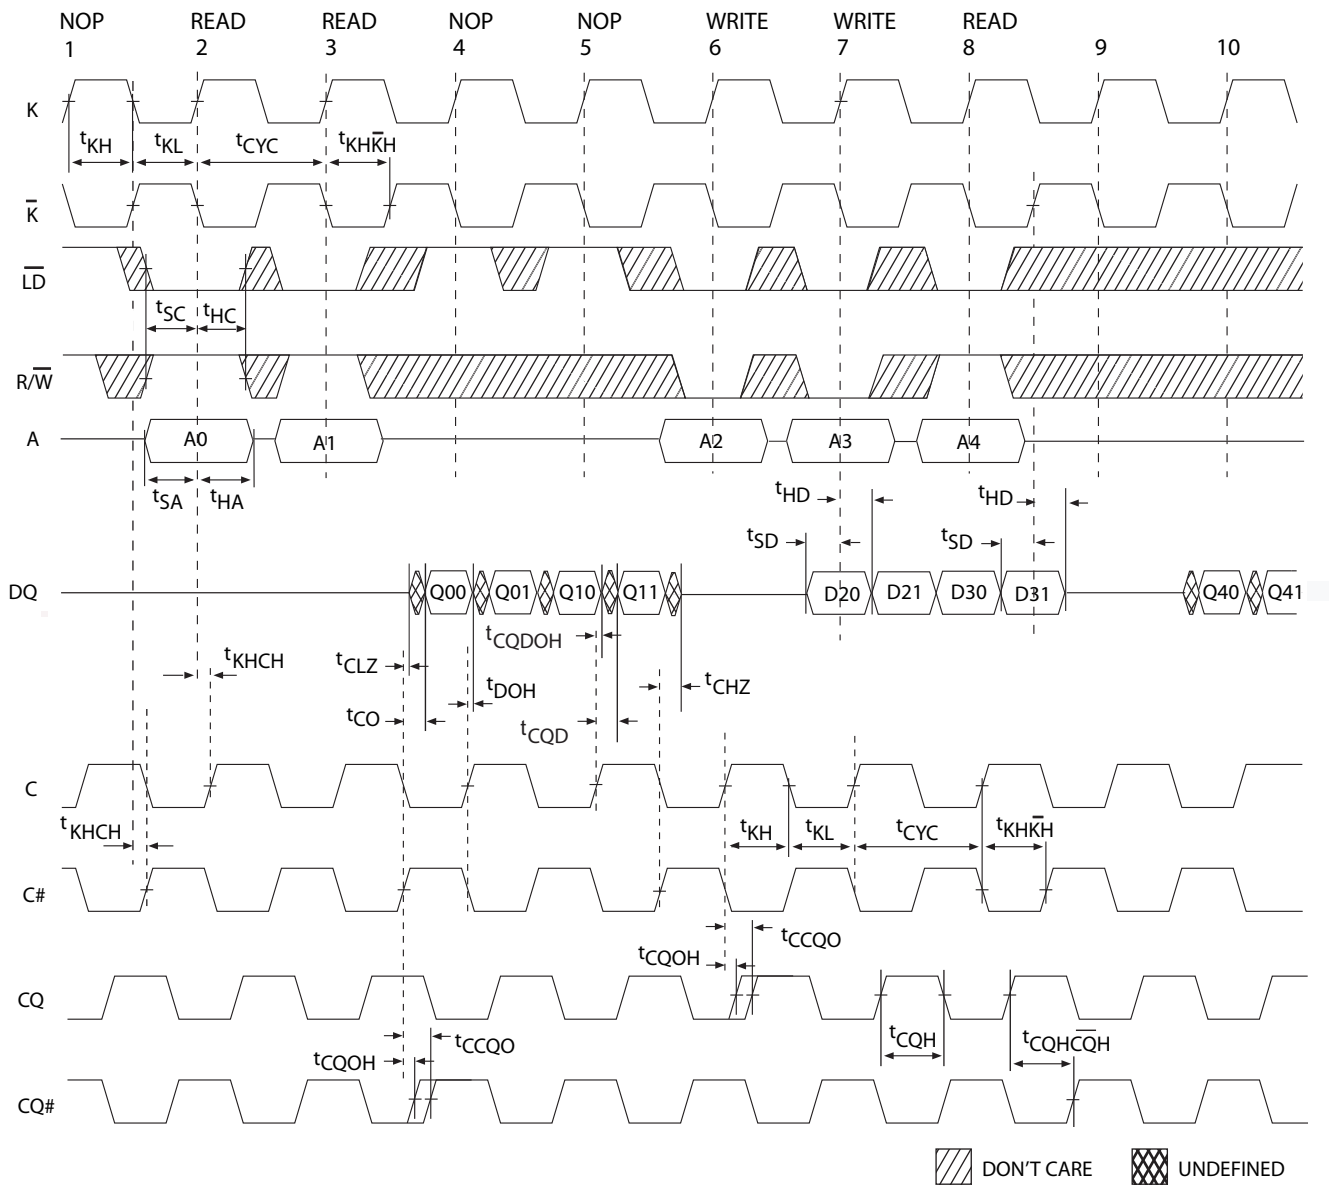 NOP READ READ NOP NOP WRITE WRITE READ
1 2 3 4 5 6 7 8 9 10
K
tKH tKL tCYC tKHK̅H
K̅
L̅D̅
tSC tHC
R/W̅
A A0 A1 A2 A3 A4
tSA tHA tHD tHD
tSD tSD
DQ Q00 Q01 Q10 Q11 D20 D21 D30 D31 Q40 Q41
tCQDOH
tKHCH tCLZ tDOH tCHZ
tCO tCQD
C
tKHCH tKH tKL tCYC tKHK̅H
C#
tCCQO
tCQOH
CQ
tCCQO tCQH tCQHC̅Q̅H
tCQOH
CQ#
DON'T CARE UNDEFINED